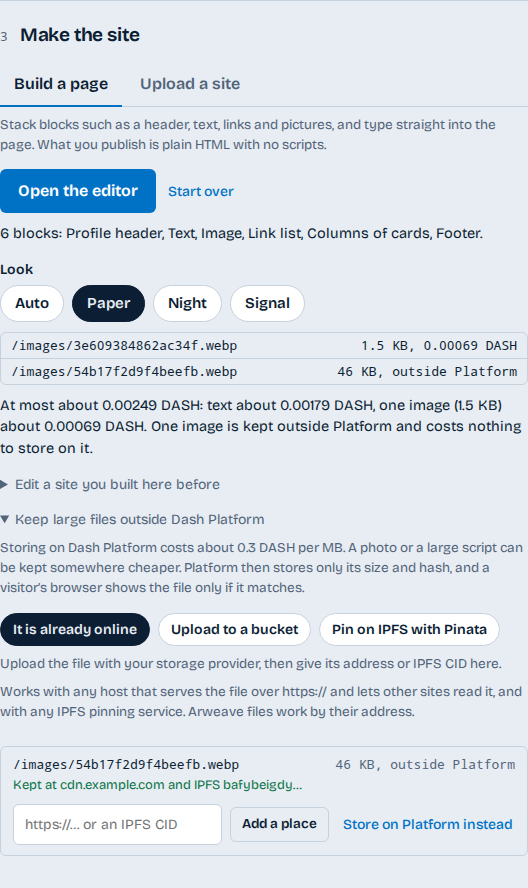 3 Make the site
Build a page Upload a site
Stack blocks such as a header, text, links and pictures, and type straight into the
page. What you publish is plain HTML with no scripts.
Open the editor Start over
6 blocks: Profile header, Text, Image, Link list, Columns of cards, Footer.
Look
Auto Paper Night Signal
/images/3e609384862ac34f.webp 1.5 KB, 0.00069 DASH
/images/54b17f2d9f4beefb.webp 46 KB, outside Platform
At most about 0.00249 DASH: text about 0.00179 DASH, one image (1.5 KB)
about 0.00069 DASH. One image is kept outside Platform and costs nothing
to store on it.
Edit a site you built here before
Keep large files outside Dash Platform
Storing on Dash Platform costs about 0.3 DASH per MB. A photo or a large script can
be kept somewhere cheaper. Platform then stores only its size and hash, and a
visitor's browser shows the file only if it matches.
It is already online Upload to a bucket Pin on IPFS with Pinata
Upload the file with your storage provider, then give its address or IPFS CID here.
Works with any host that serves the file over https:// and lets other sites read it, and
with any IPFS pinning service. Arweave files work by their address.
/images/54b17f2d9f4beefb.webp 46 KB, outside Platform
Kept at cdn.example.com and IPFS bafybeigdy...
https://... or an IPFS CID Add a place Store on Platform instead